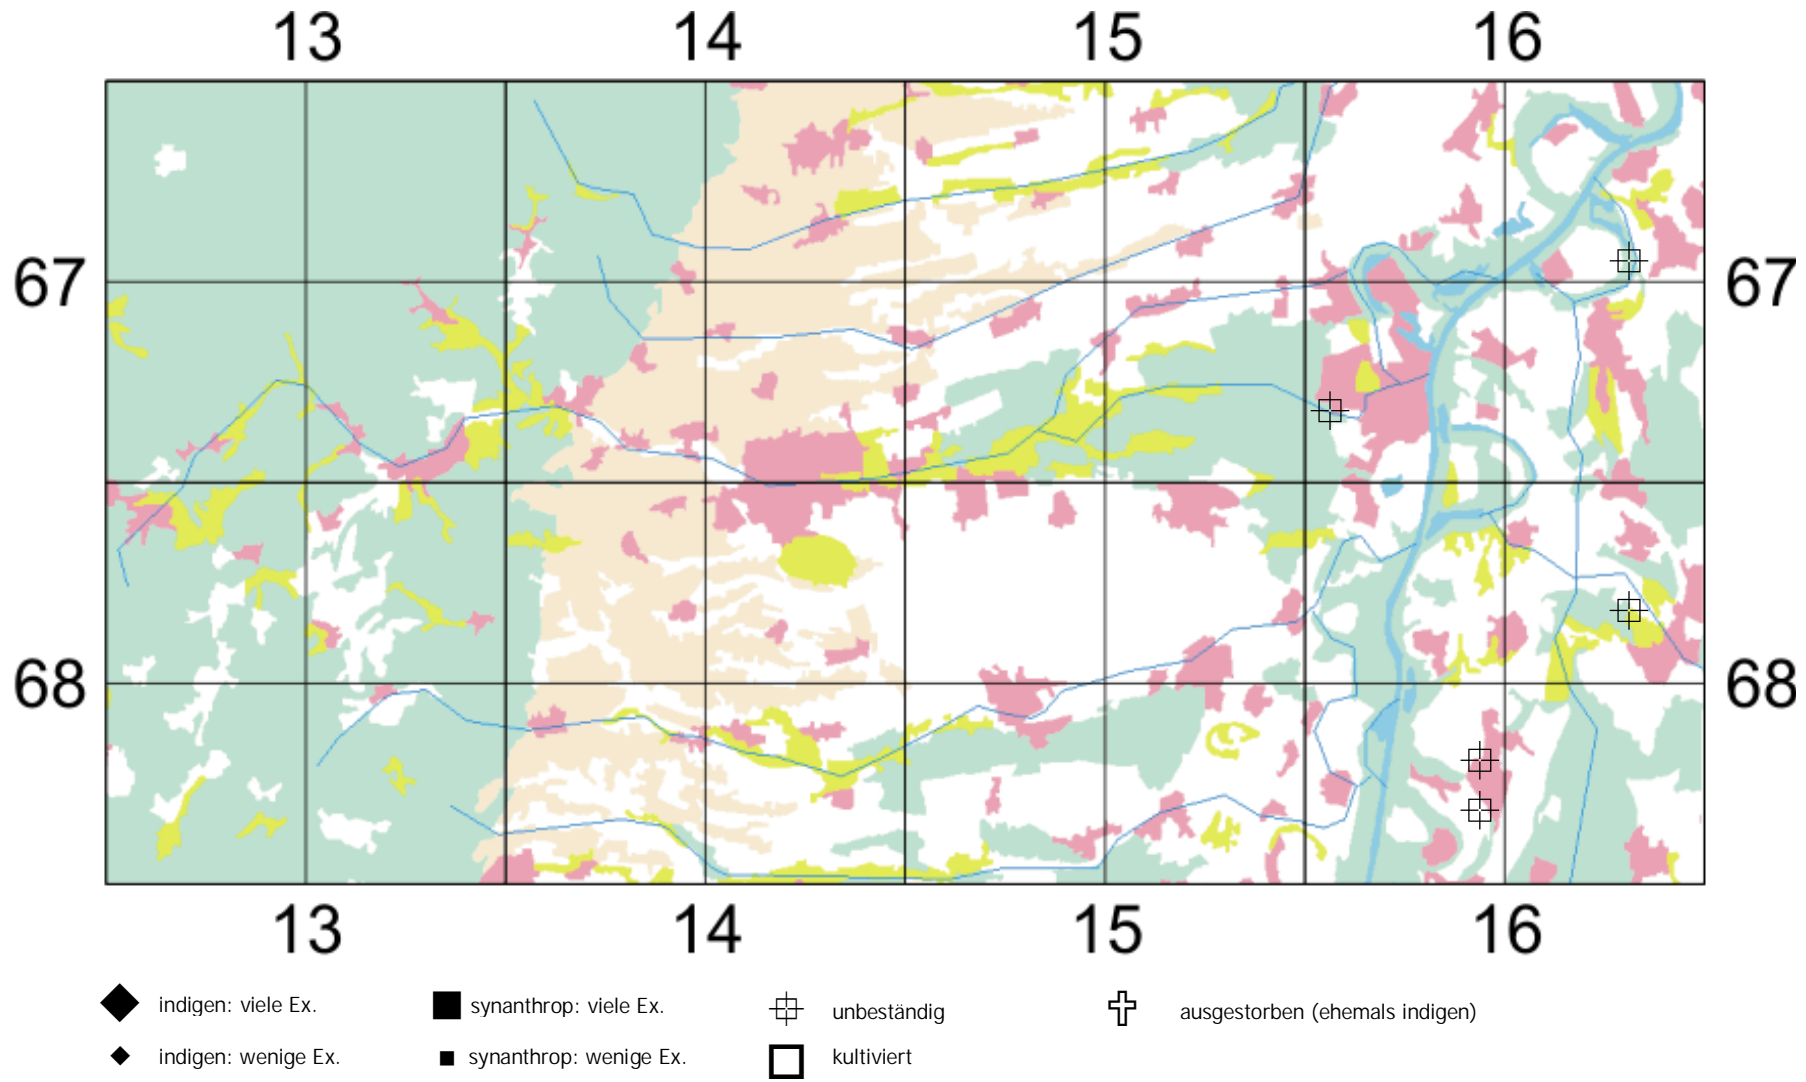 13 14 15 16
67 67
68 68
13 14 15 16
indigen: viele Ex. synanthrop: viele Ex. unbeständig ausgestorben (ehemals indigen)
indigen: wenige Ex. synanthrop: wenige Ex. kultiviert